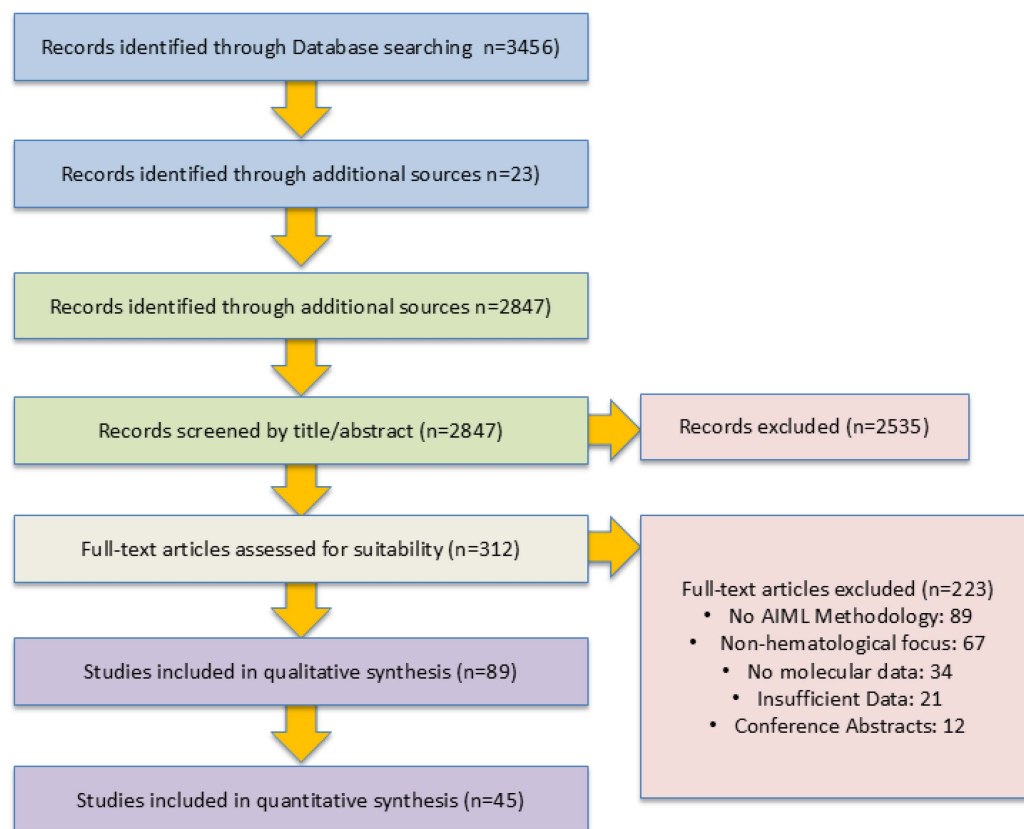 Records identified through Database searching n=3456)
Records identified through additional sources n=23)
Records identified through additional sources n=2847)
Records screened by title/abstract (n=2847)
Records excluded (n=2535)
Full-text articles assessed for suitability (n=312)
Full-text articles excluded (n=223)
• No AIML Methodology: 89
• Non-hematological focus: 67
• No molecular data: 34
• Insufficient Data: 21
• Conference Abstracts: 12
Studies included in qualitative synthesis (n=89)
Studies included in quantitative synthesis (n=45)